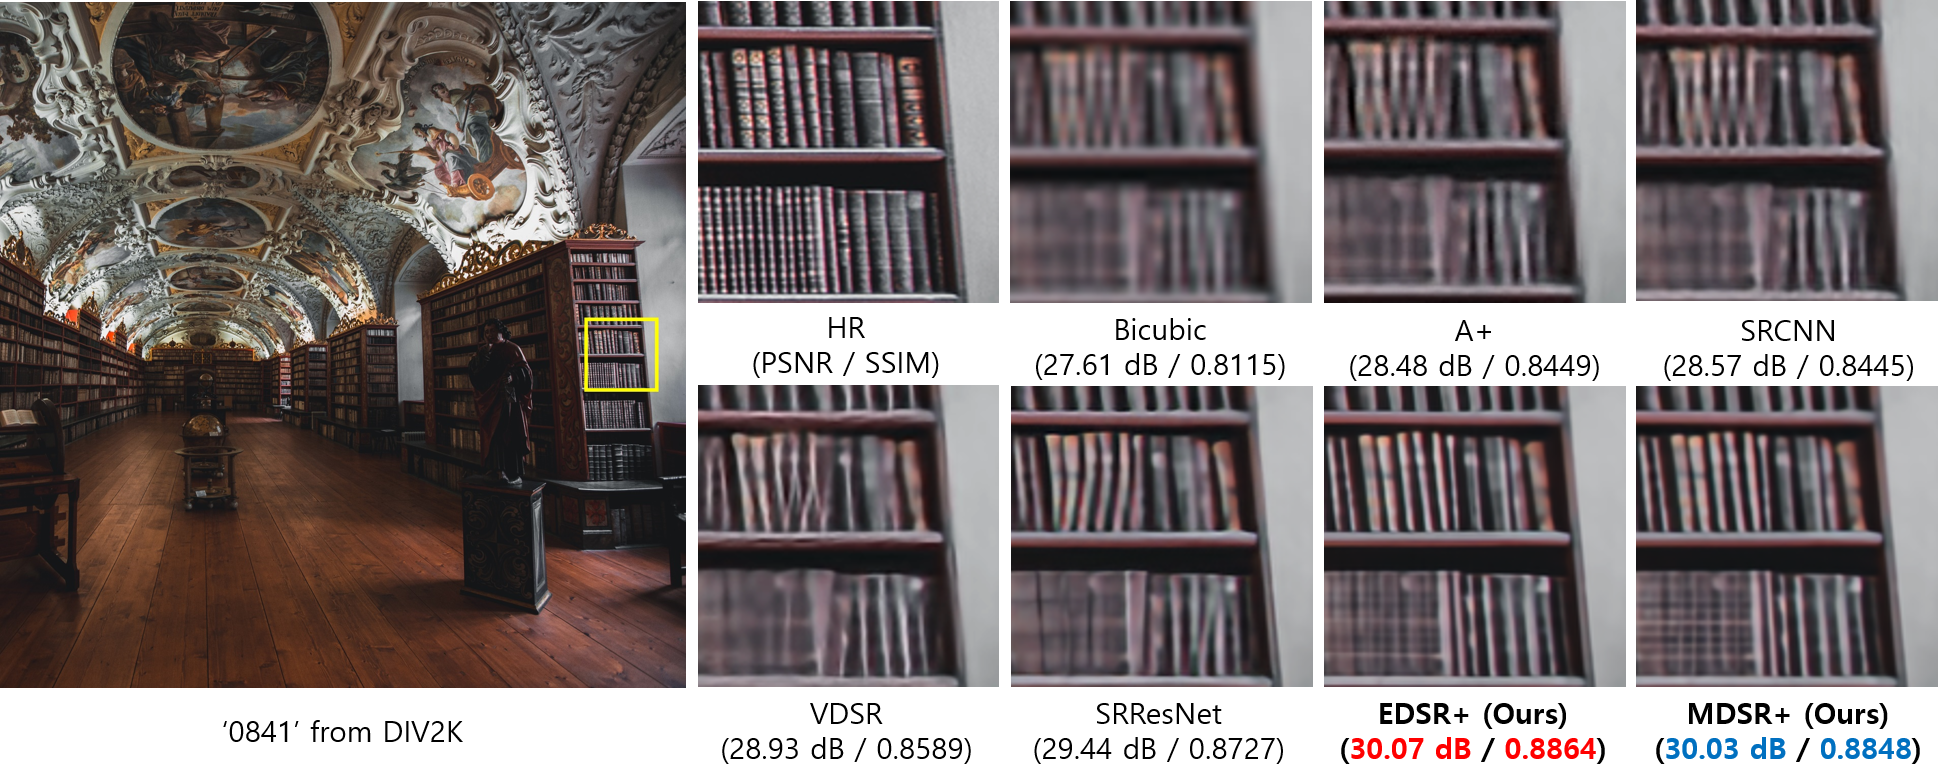 HR
(PSNR / SSIM)
Bicubic
(27.61 dB / 0.8115)
A+
(28.48 dB / 0.8449)
SRCNN
(28.57 dB / 0.8445)
VDSR
(28.93 dB / 0.8589)
SRResNet
(29.44 dB / 0.8727)
EDSR+ (Ours)
(30.07 dB / 0.8864)
MDSR+ (Ours)
(30.03 dB / 0.8848)
‘0841’ from DIV2K